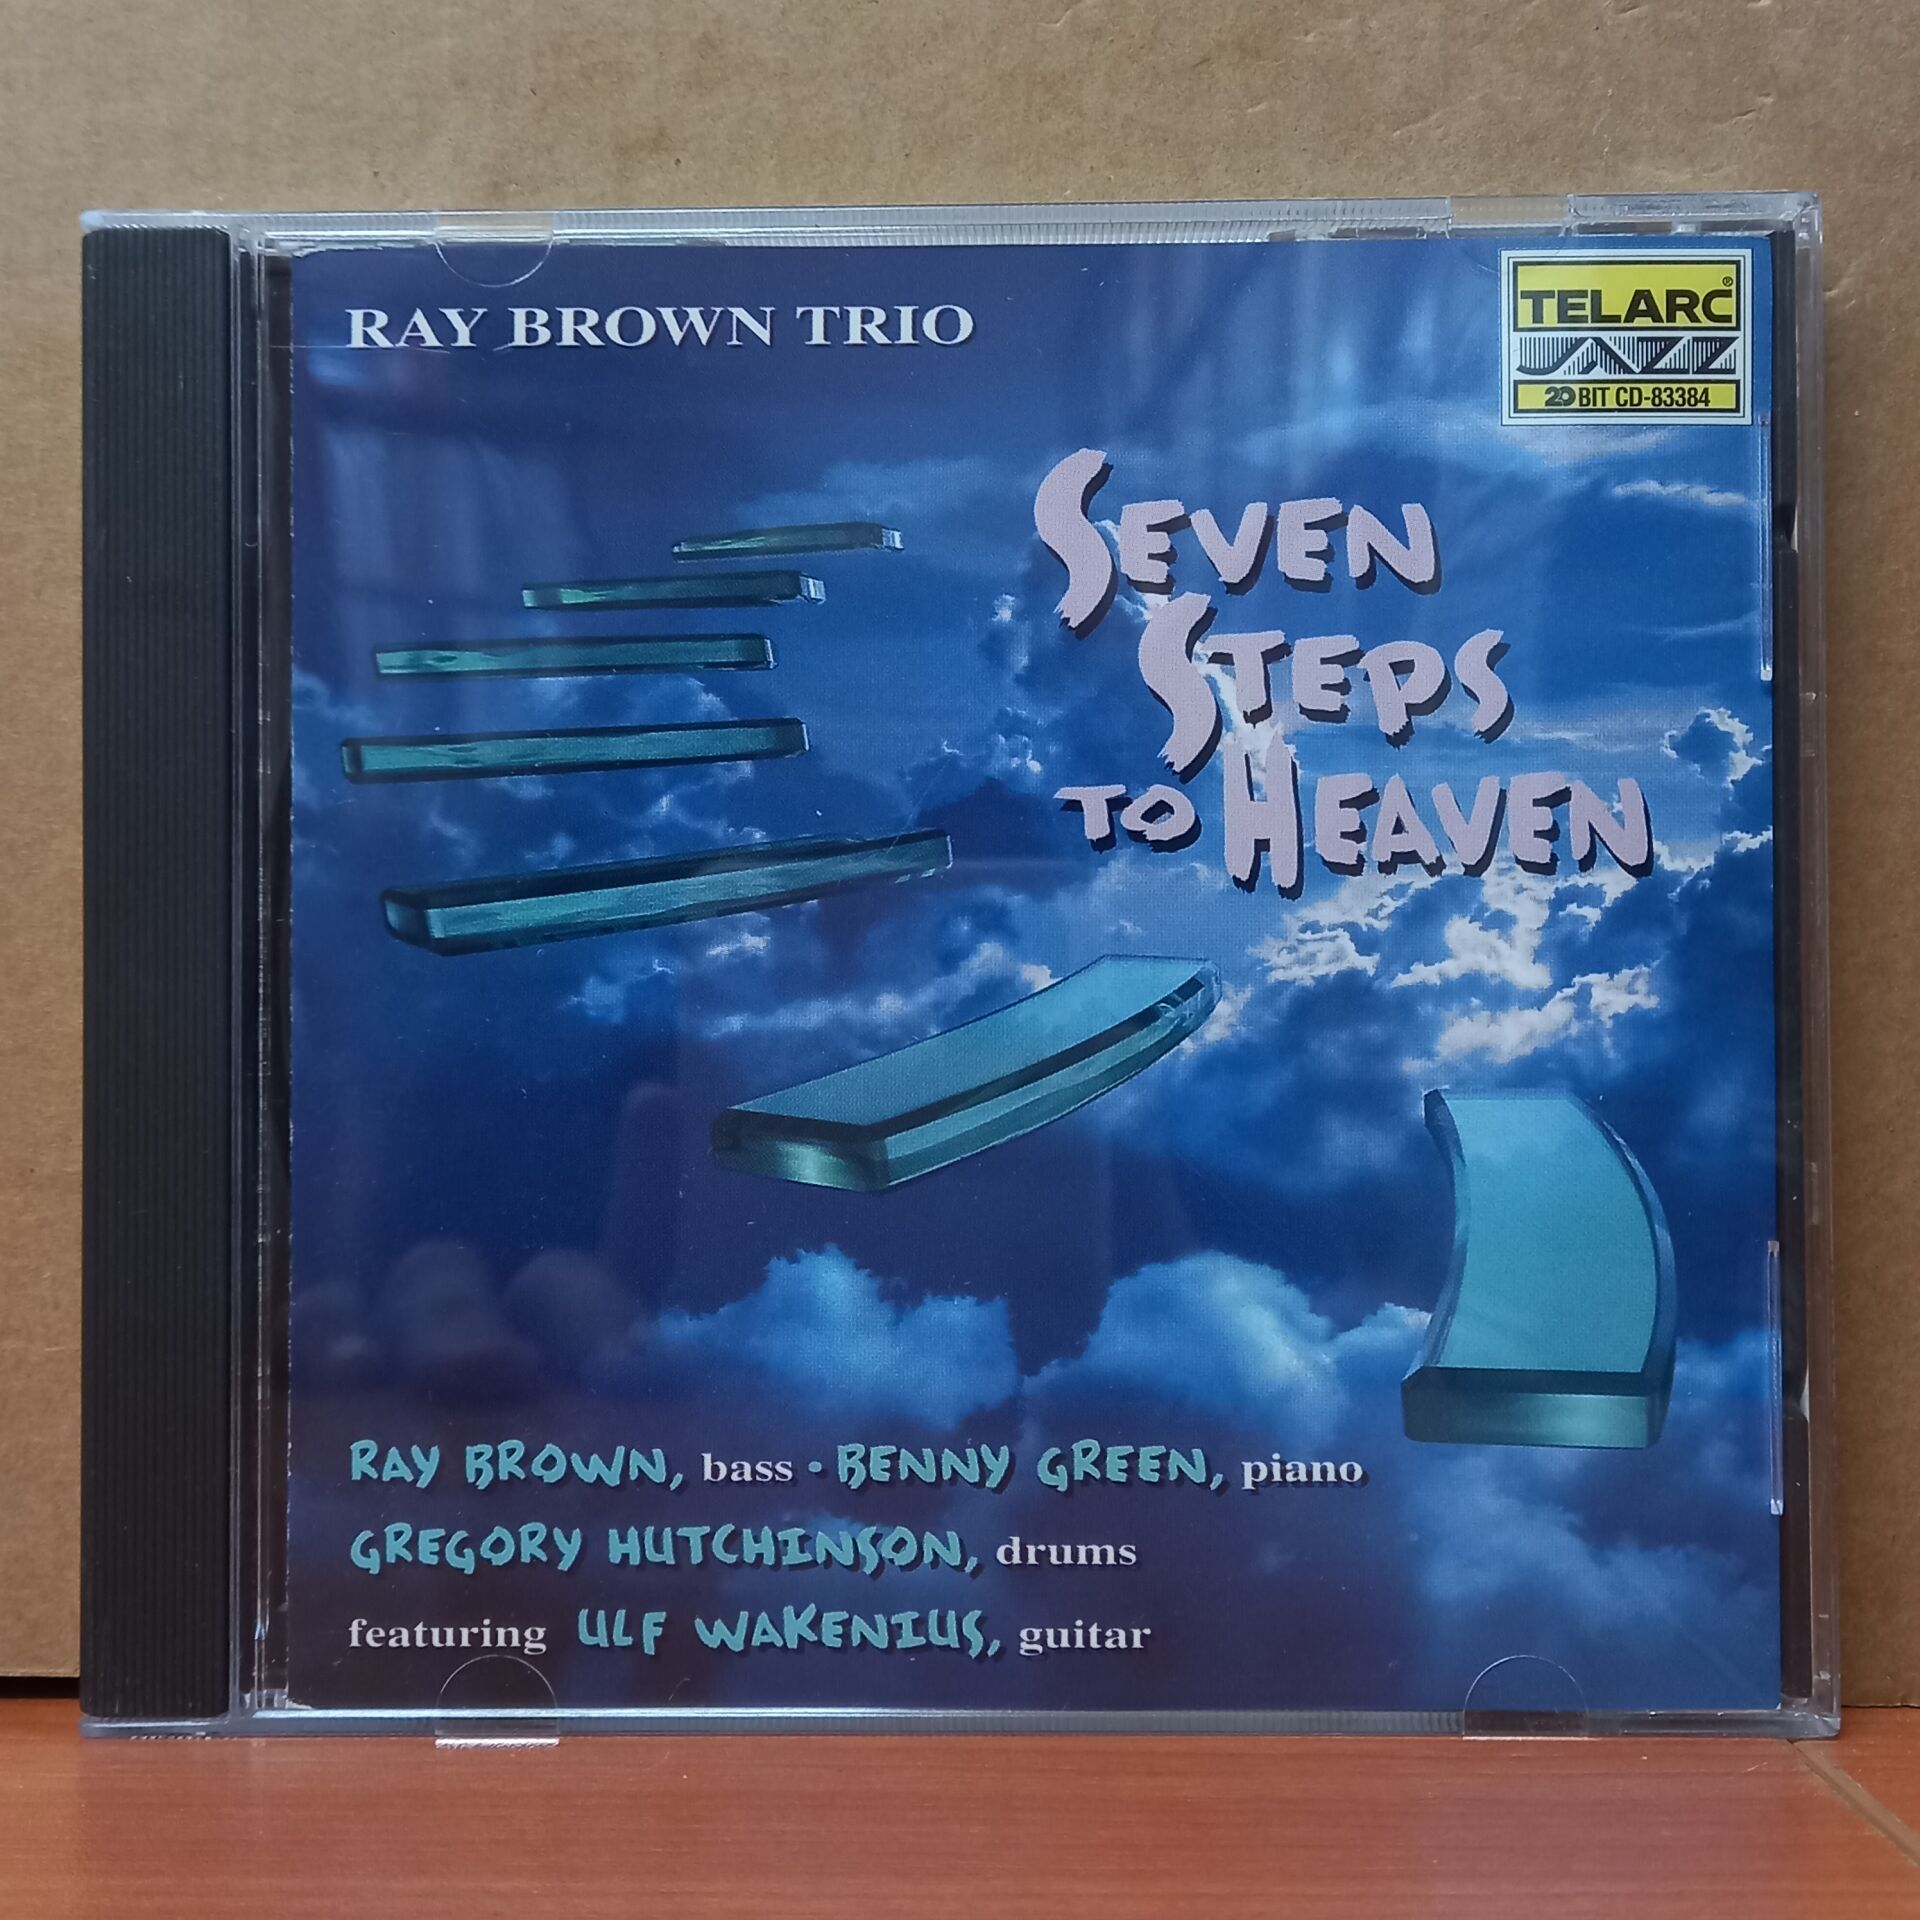 RAY BROWN TRIO
TELARC®
JAZZ
20 BIT CD-83384
SEVEN
STEPS
TO HEAVEN
RAY BROWN, bass • BENNY GREEN, piano
GREGORY HUTCHINSON, drums
featuring ULF WAKENIUS, guitar